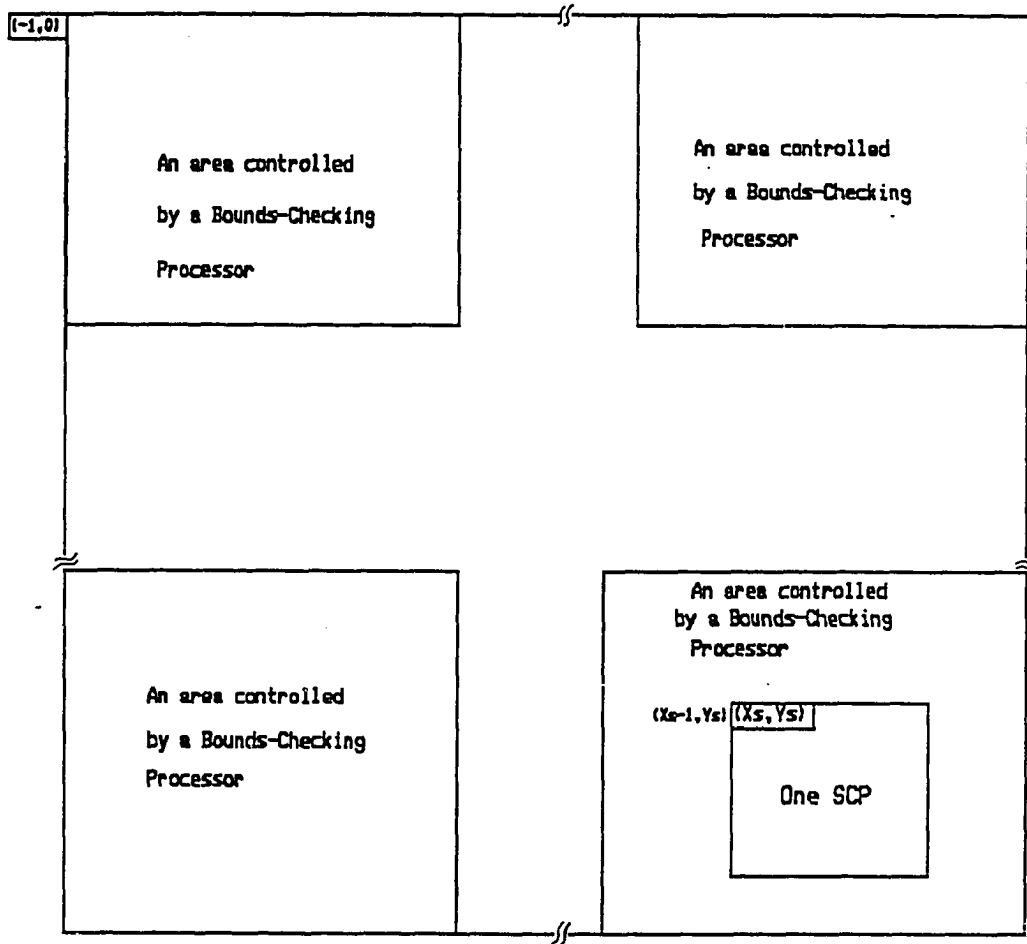 (-1,0)
An area controlled
by a Bounds-Checking
Processor
An area controlled
by a Bounds-Checking
Processor
An area controlled
by a Bounds-Checking
Processor
An area controlled
by a Bounds-Checking
Processor
(Xs-1,Ys) (Xs,Ys)
One SCP